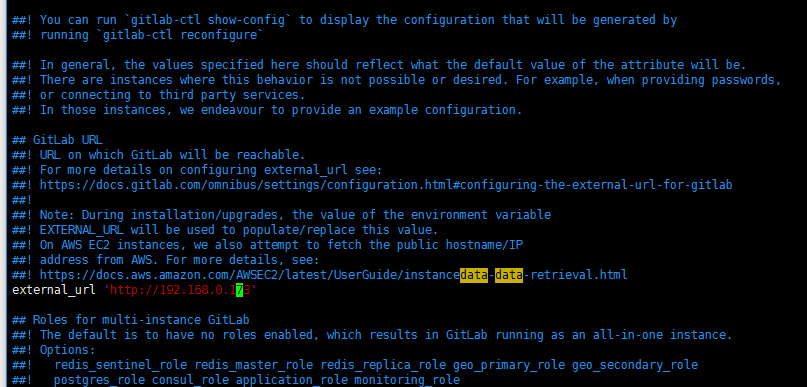 ##! You can run `gitlab-ctl show-config` to display the configuration that will be generated by
##! running `gitlab-ctl reconfigure`
##! In general, the values specified here should reflect what the default value of the attribute will be.
##! There are instances where this behavior is not possible or desired. For example, when providing passwords,
##! or connecting to third party services.
##! In those instances, we endeavour to provide an example configuration.
## GitLab URL
##! URL on which GitLab will be reachable.
##! For more details on configuring external_url see:
##! https://docs.gitlab.com/omnibus/settings/configuration.html#configuring-the-external-url-for-gitlab
##!
##! Note: During installation/upgrades, the value of the environment variable
##! EXTERNAL_URL will be used to populate/replace this value.
##! On AWS EC2 instances, we also attempt to fetch the public hostname/IP
##! address from AWS. For more details, see:
##! https://docs.aws.amazon.com/AWSEC2/latest/UserGuide/instancedata-data-retrieval.html
external_url 'http://192.168.0.173'
## Roles for multi-instance GitLab
##! The default is to have no roles enabled, which results in GitLab running as an all-in-one instance.
##! Options:
##!   redis_sentinel_role redis_master_role redis_replica_role geo_primary_role geo_secondary_role
##!   postgres_role consul_role application_role monitoring_role